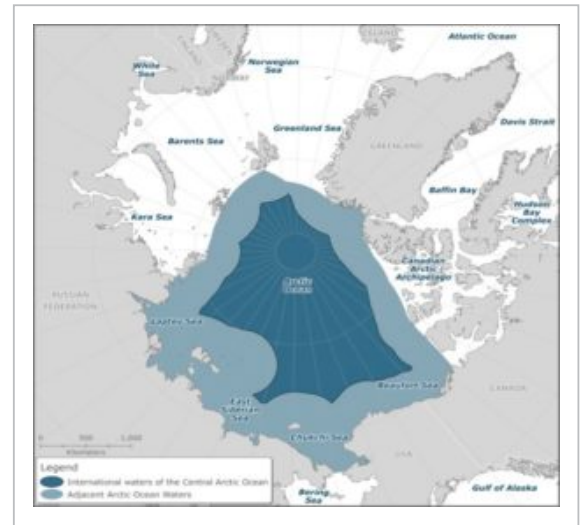 ICELAND
Atlantic Ocean
Norwegian
Sea
White
Sea
NORWAY
Greenland Sea
Davis Strait
Barents Sea
GREENLAND
Baffin Bay
Hudson
Bay
Complex
Kara Sea
Canadian
Arctic
Archipelago
Arctic
Ocean
RUSSIAN
FEDERATION
Laptev Sea
Beaufort Sea
East
Siberian
Sea
CANADA
Chukchi Sea
USA
0 500 1,000
Kilometers
Legend
International waters of the Central Arctic Ocean
Adjacent Arctic Ocean Waters
Bering
Sea
Gulf of Alaska